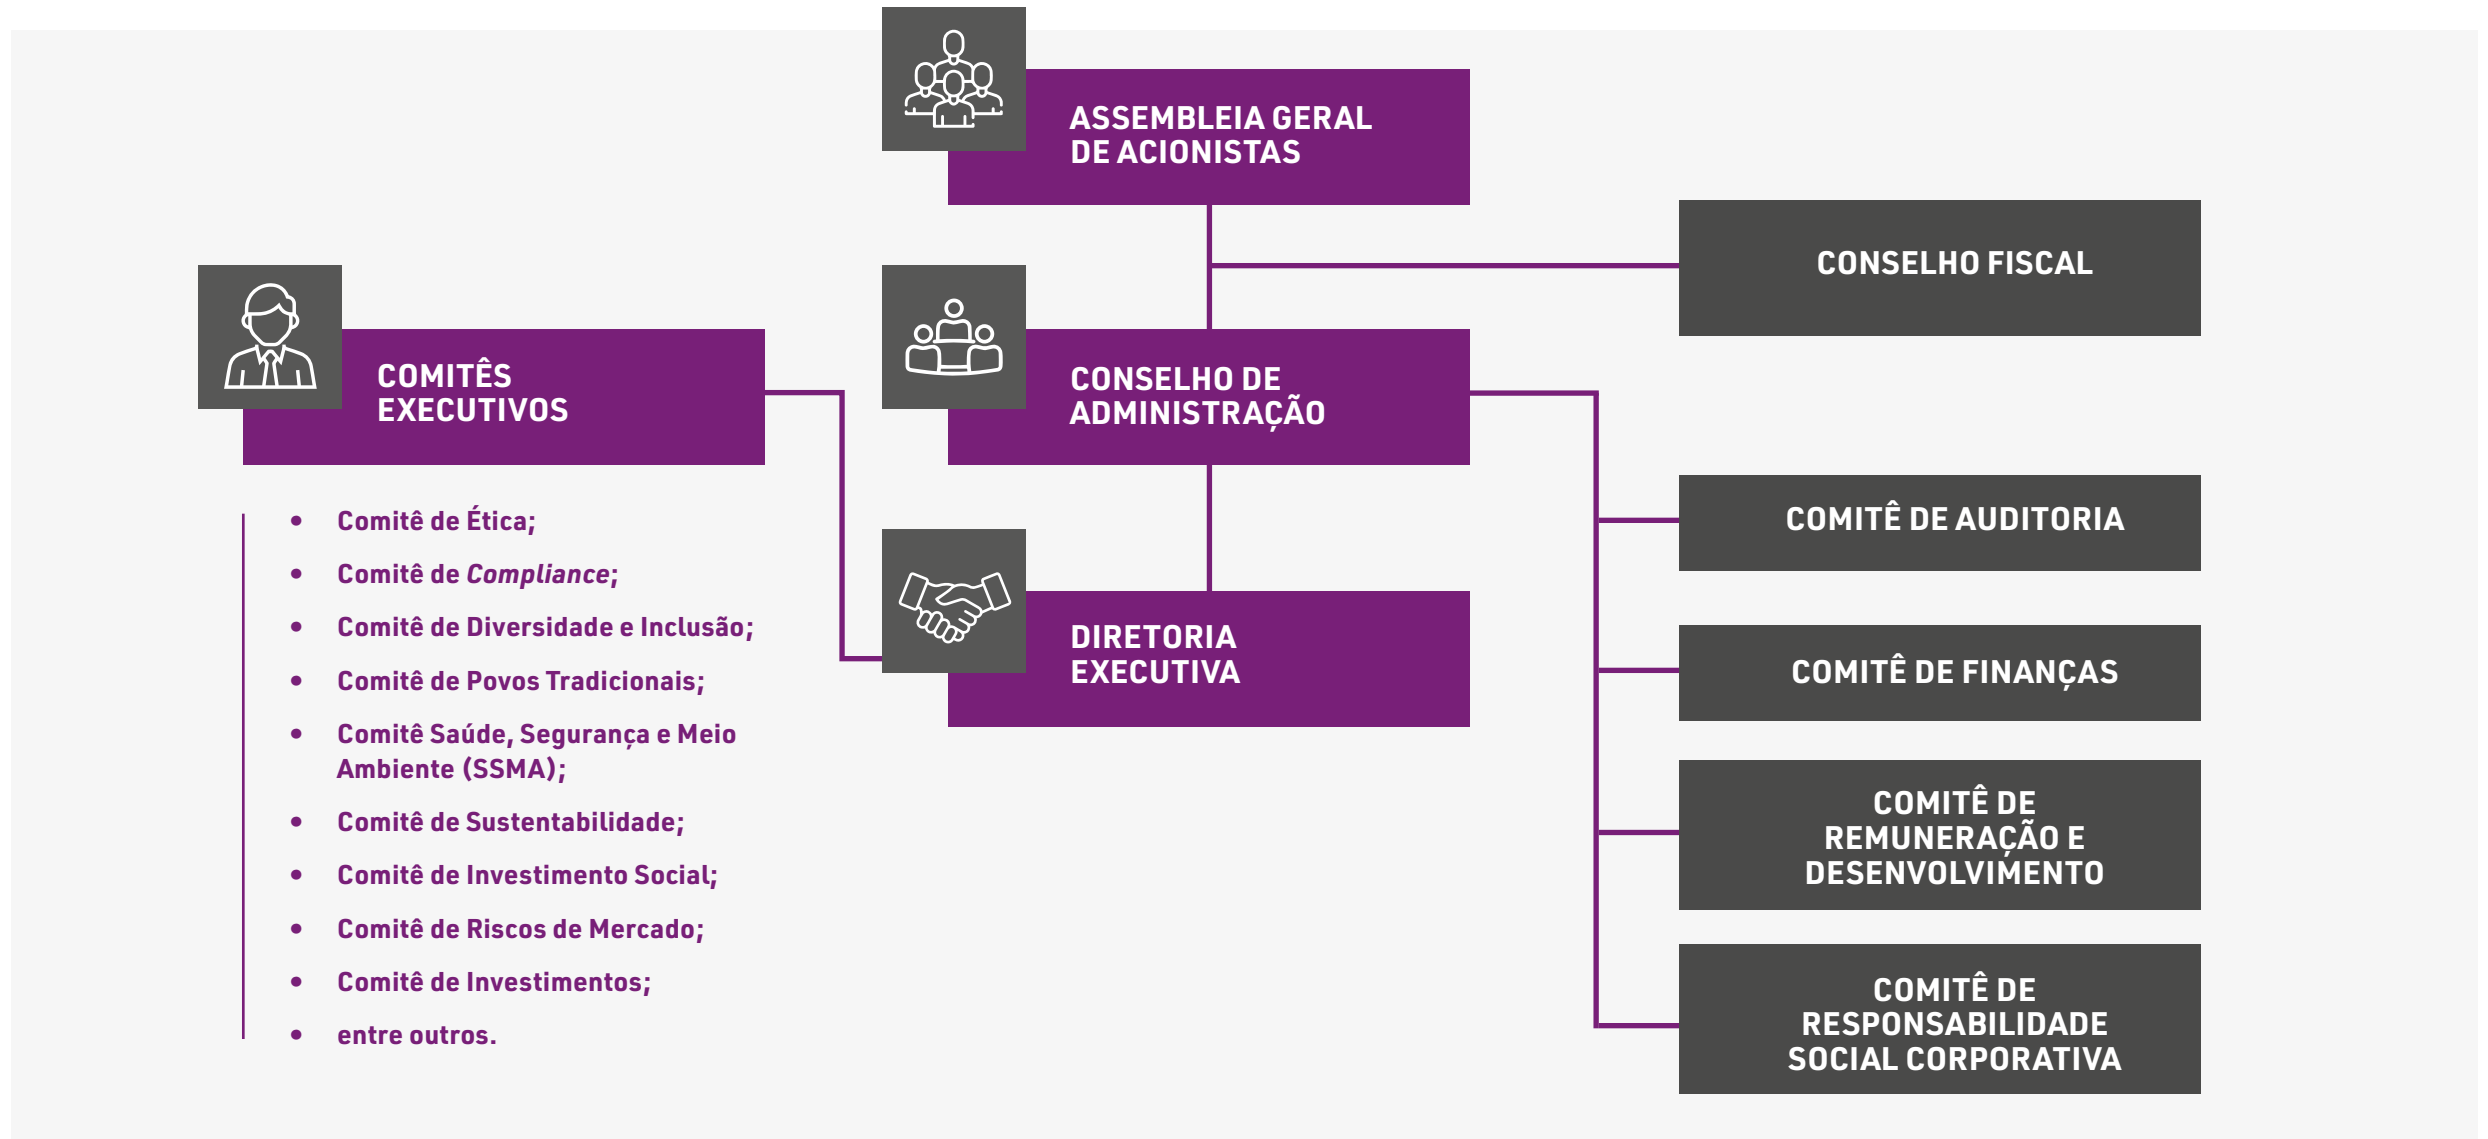 ASSEMBLEIA GERAL
DE ACIONISTAS
CONSELHO FISCAL
COMITÊS
EXECUTIVOS
CONSELHO DE
ADMINISTRAÇÃO
• Comitê de Ética;
• Comitê de Compliance;
• Comitê de Diversidade e Inclusão;
• Comitê de Povos Tradicionais;
• Comitê Saúde, Segurança e Meio
Ambiente (SSMA);
• Comitê de Sustentabilidade;
• Comitê de Investimento Social;
• Comitê de Riscos de Mercado;
• Comitê de Investimentos;
• entre outros.
DIRETORIA
EXECUTIVA
COMITÊ DE AUDITORIA
COMITÊ DE FINANÇAS
COMITÊ DE
REMUNERAÇÃO E
DESENVOLVIMENTO
COMITÊ DE
RESPONSABILIDADE
SOCIAL CORPORATIVA